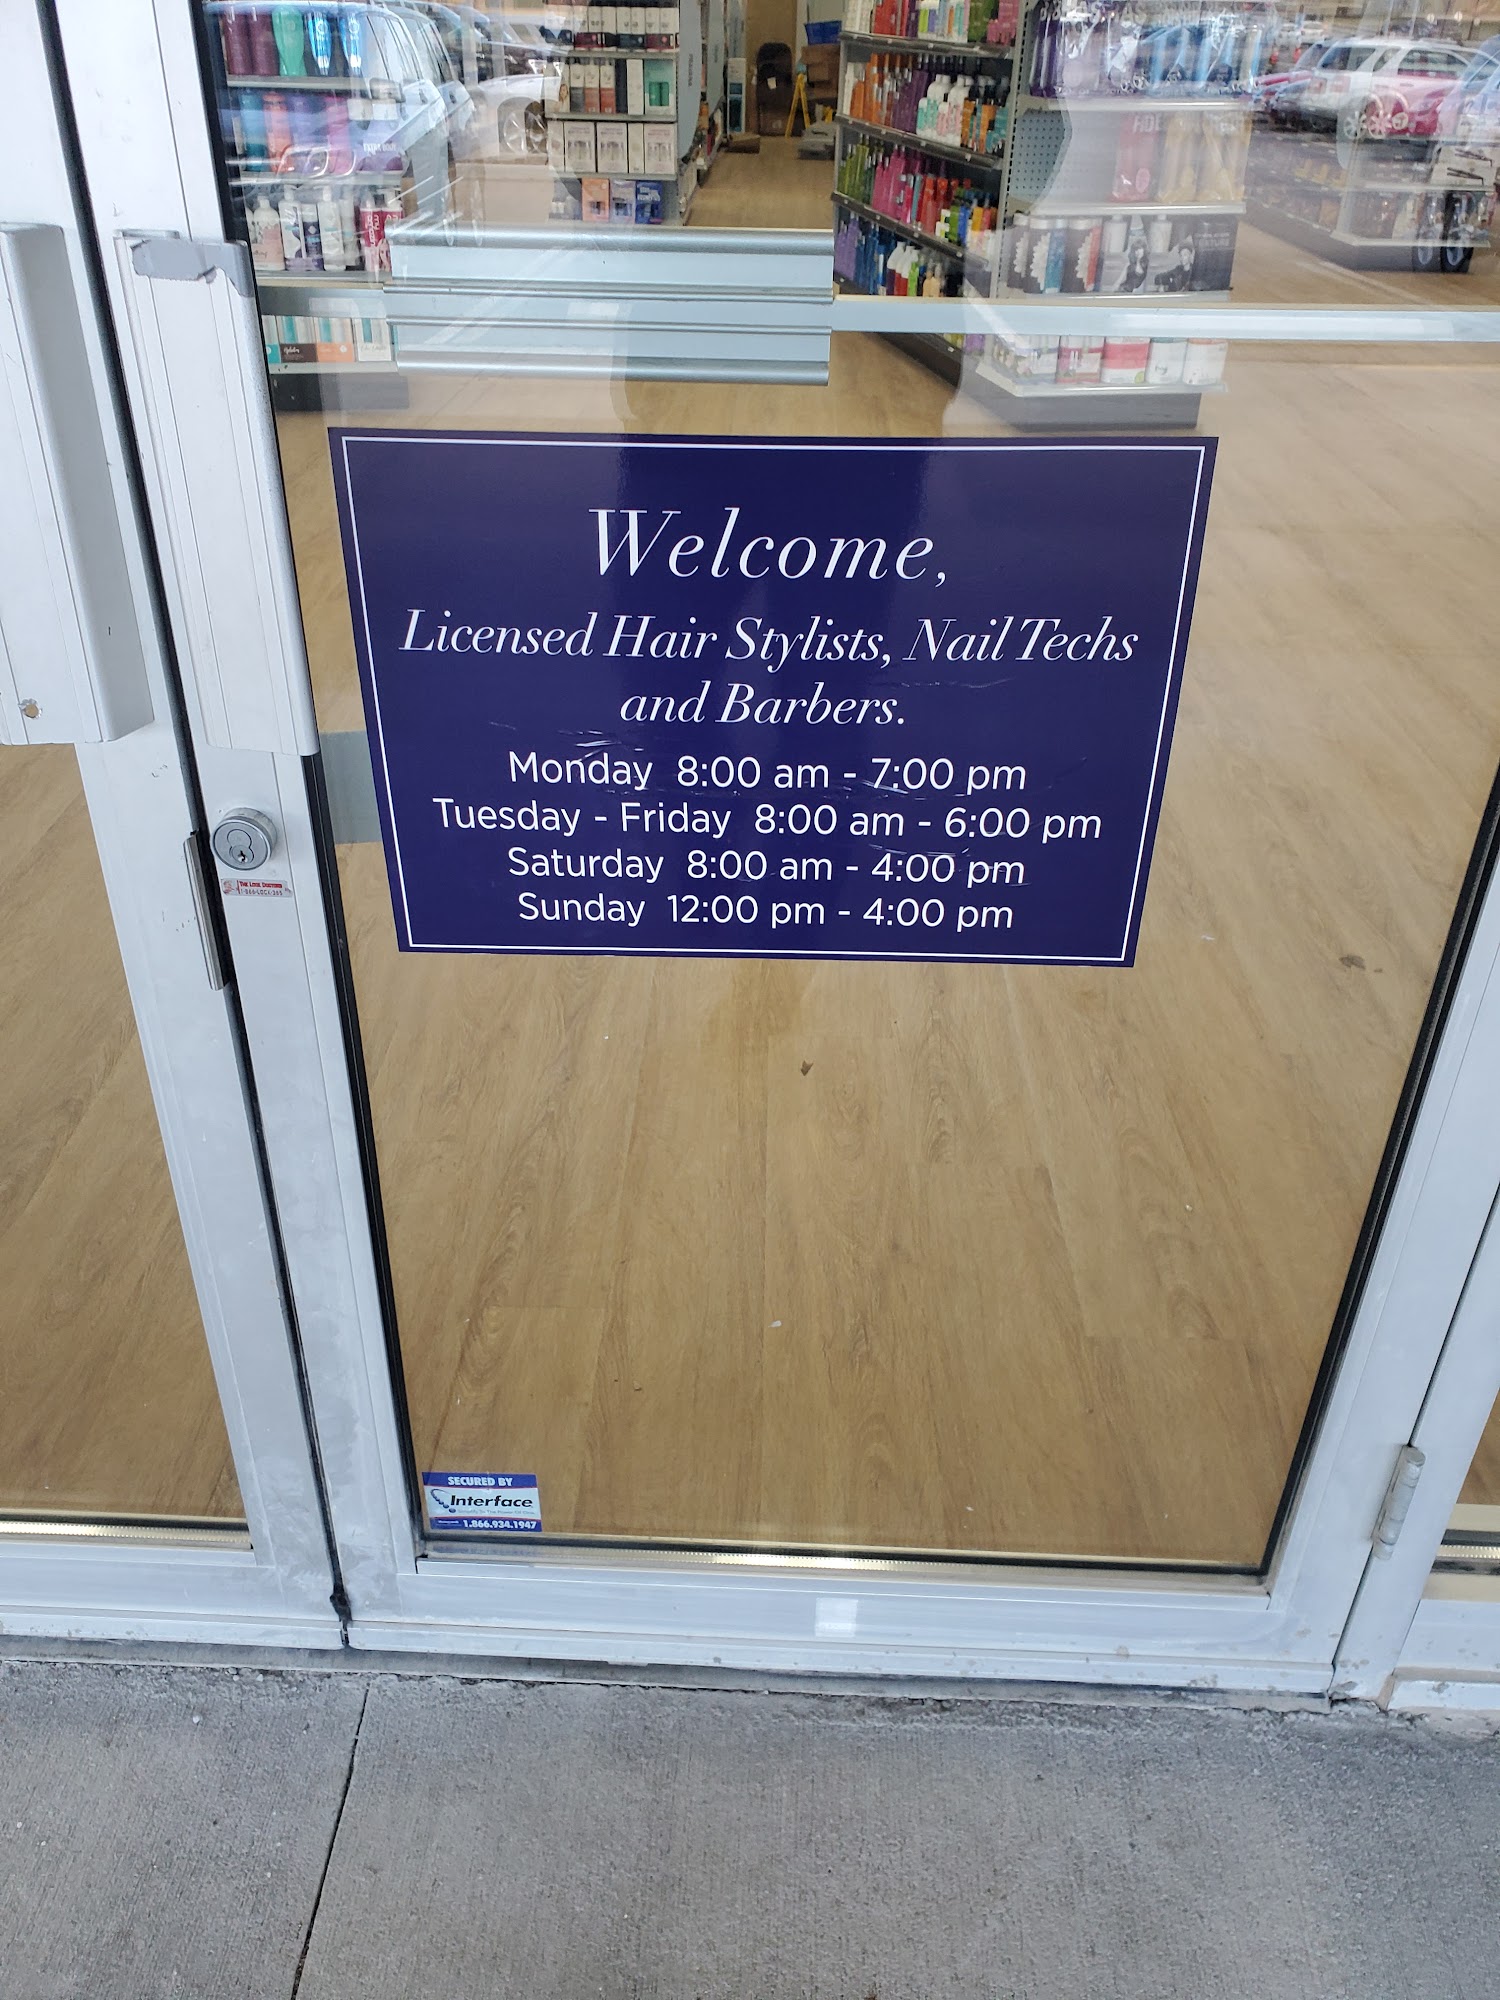 Welcome,
Licensed Hair Stylists, Nail Techs
and Barbers.
Monday 8:00 am - 7:00 pm
Tuesday - Friday 8:00 am - 6:00 pm
Saturday 8:00 am - 4:00 pm
Sunday 12:00 pm - 4:00 pm
SECURED BY
Interface
1.866.934.1947